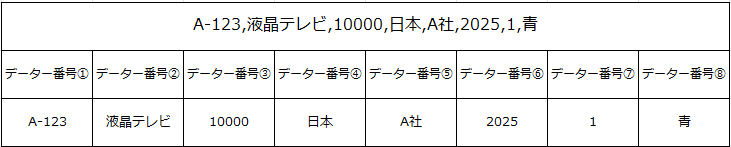 A-123,液晶テレビ,10000,日本,A社,2025,1,青
データー番号① データー番号② データー番号③ データー番号④ データー番号⑤ データー番号⑥ データー番号⑦ データー番号⑧
A-123 液晶テレビ 10000 日本 A社 2025 1 青